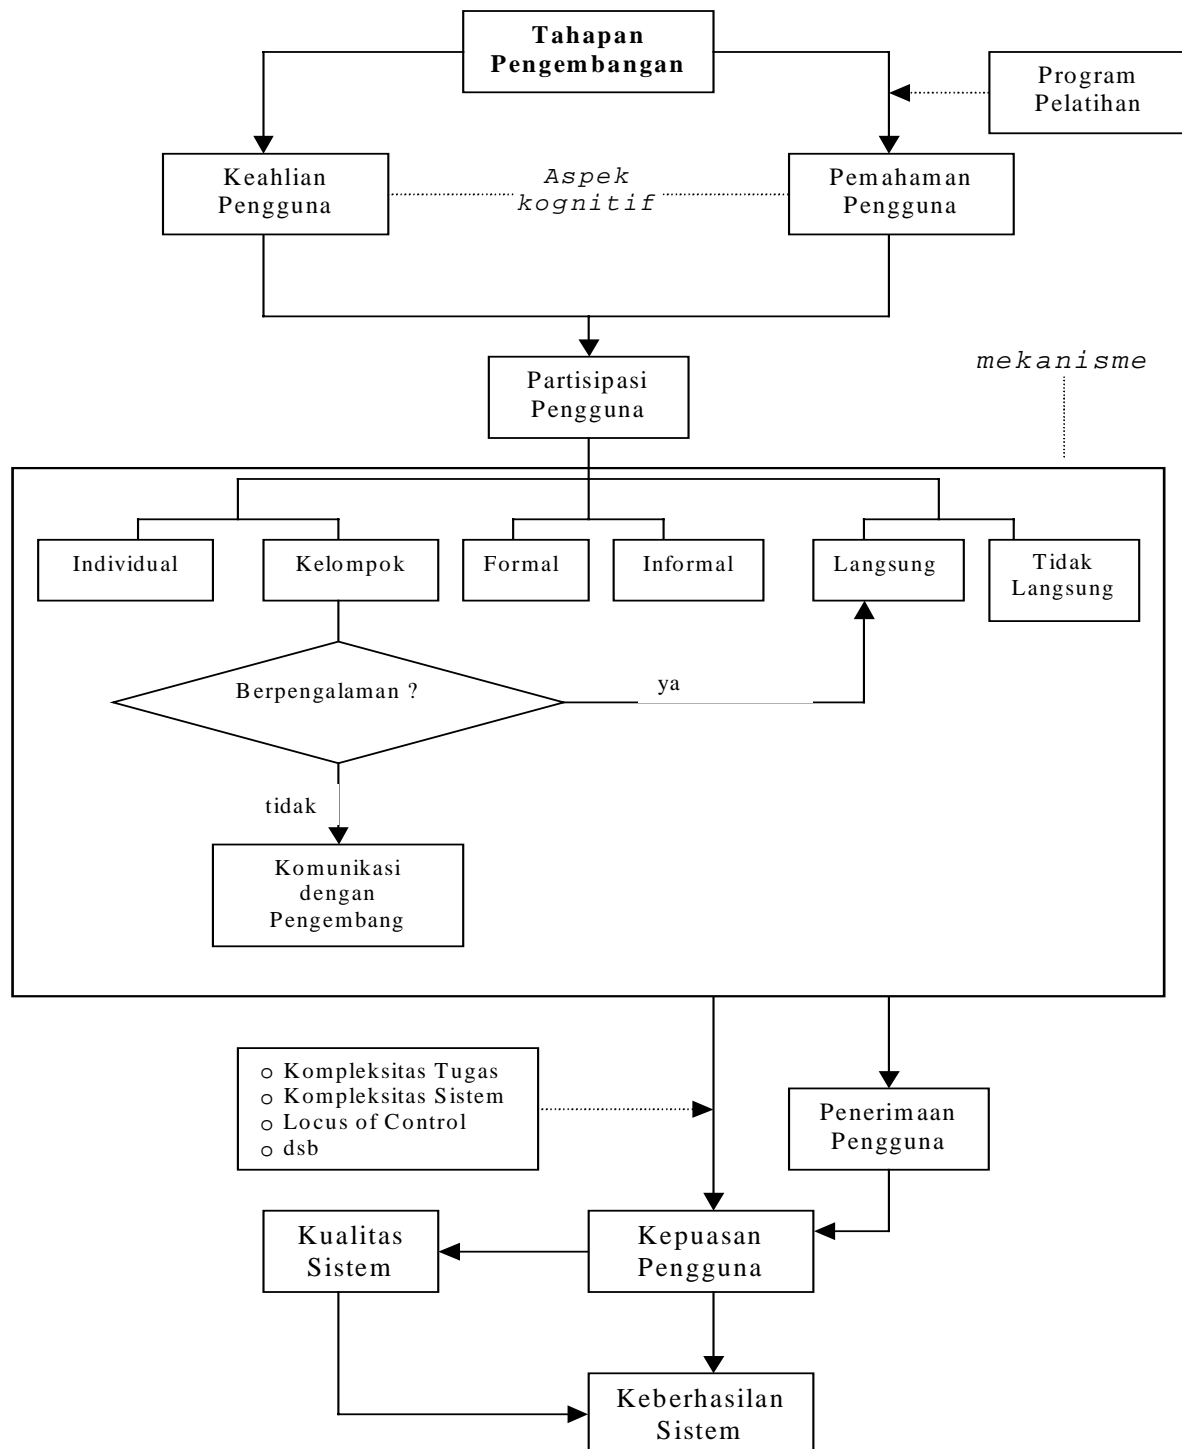 Tahapan
Pengembangan
Program
Pelatihan
Keahlian
Pengguna
Aspek
kognitif
Pemahaman
Pengguna
Partisipasi
Pengguna
mekanisme
Individual
Kelompok
Formal
Informal
Langsung
Tidak
Langsung
Berpengalaman ?
ya
tidak
Komunikasi
dengan
Pengembang
Kompleksitas Tugas
Kompleksitas Sistem
Locus of Control
dsb
Penerimaan
Pengguna
Kualitas
Sistem
Kepuasan
Pengguna
Keberhasilan
Sistem